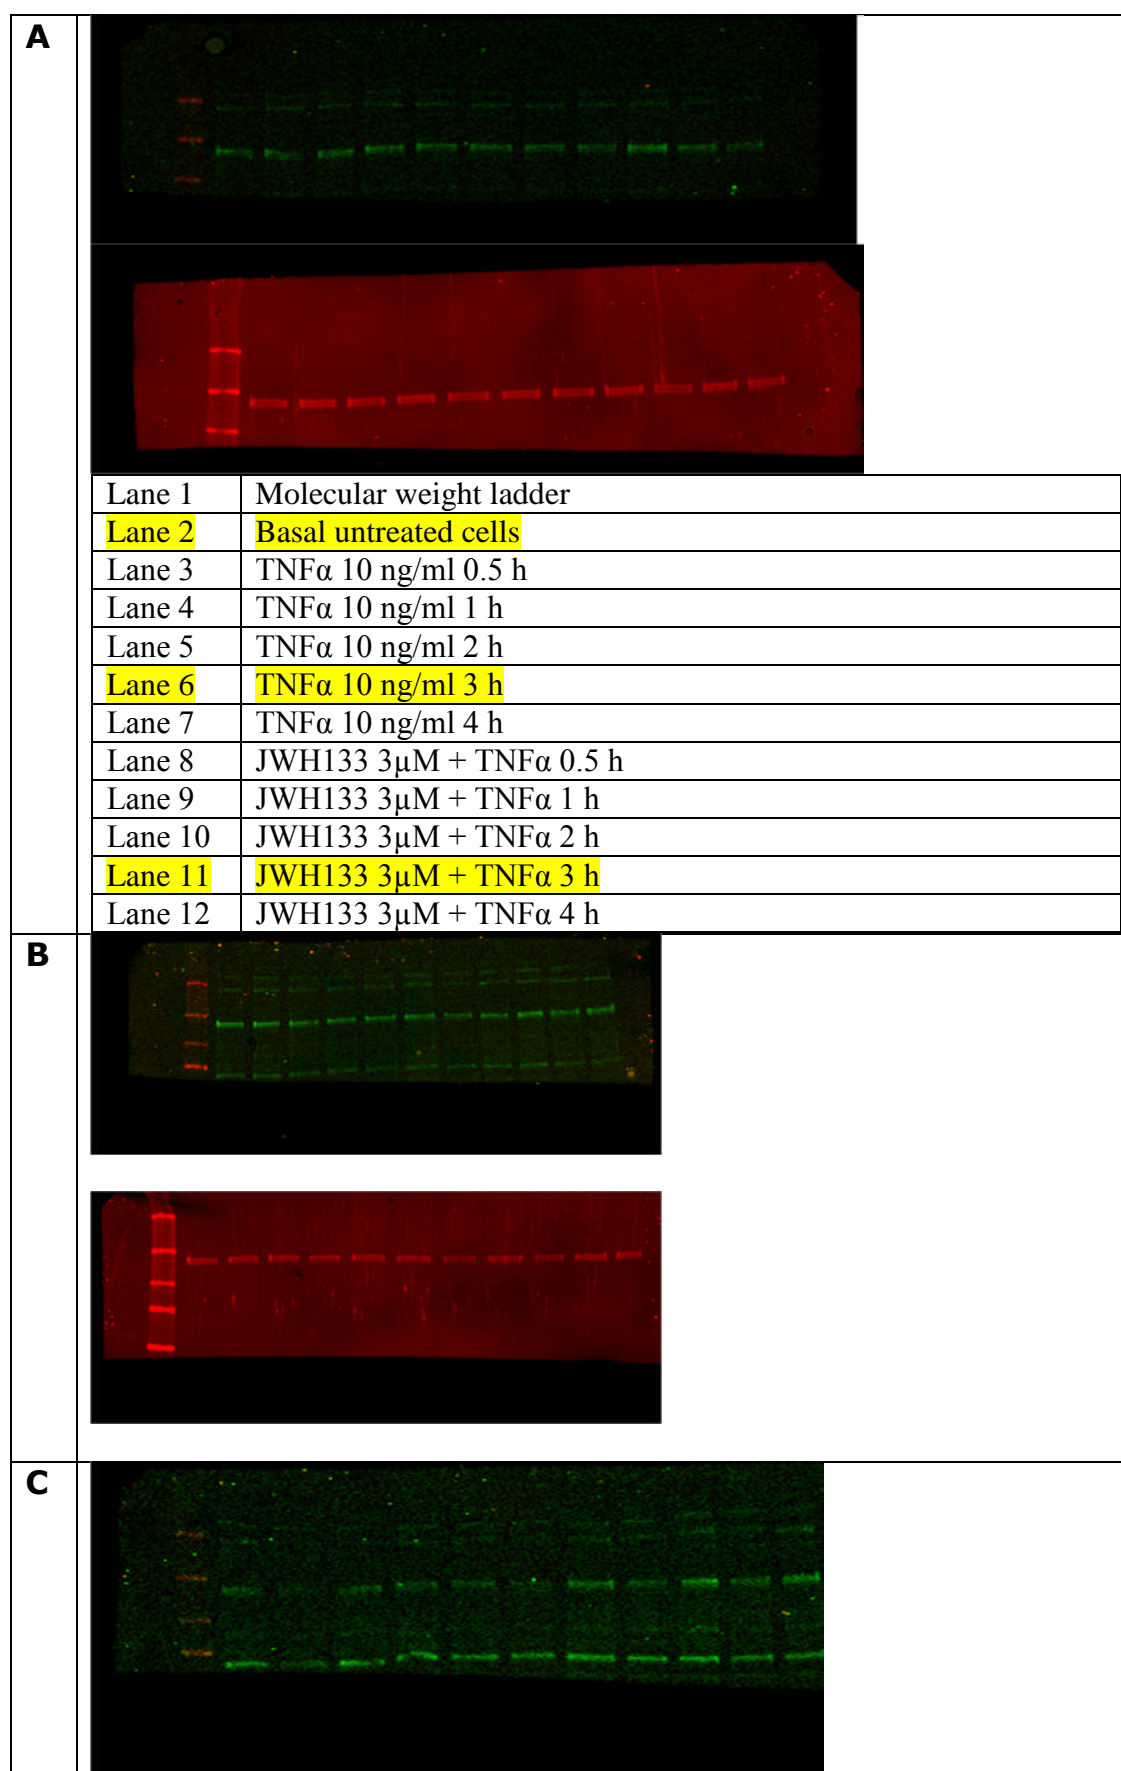 A
Lane 1 Molecular weight ladder
Lane 2 Basal untreated cells
Lane 3 TNFα 10 ng/ml 0.5 h
Lane 4 TNFα 10 ng/ml 1 h
Lane 5 TNFα 10 ng/ml 2 h
Lane 6 TNFα 10 ng/ml 3 h
Lane 7 TNFα 10 ng/ml 4 h
Lane 8 JWH133 3µM + TNFα 0.5 h
Lane 9 JWH133 3µM + TNFα 1 h
Lane 10 JWH133 3µM + TNFα 2 h
Lane 11 JWH133 3µM + TNFα 3 h
Lane 12 JWH133 3µM + TNFα 4 h
B
C